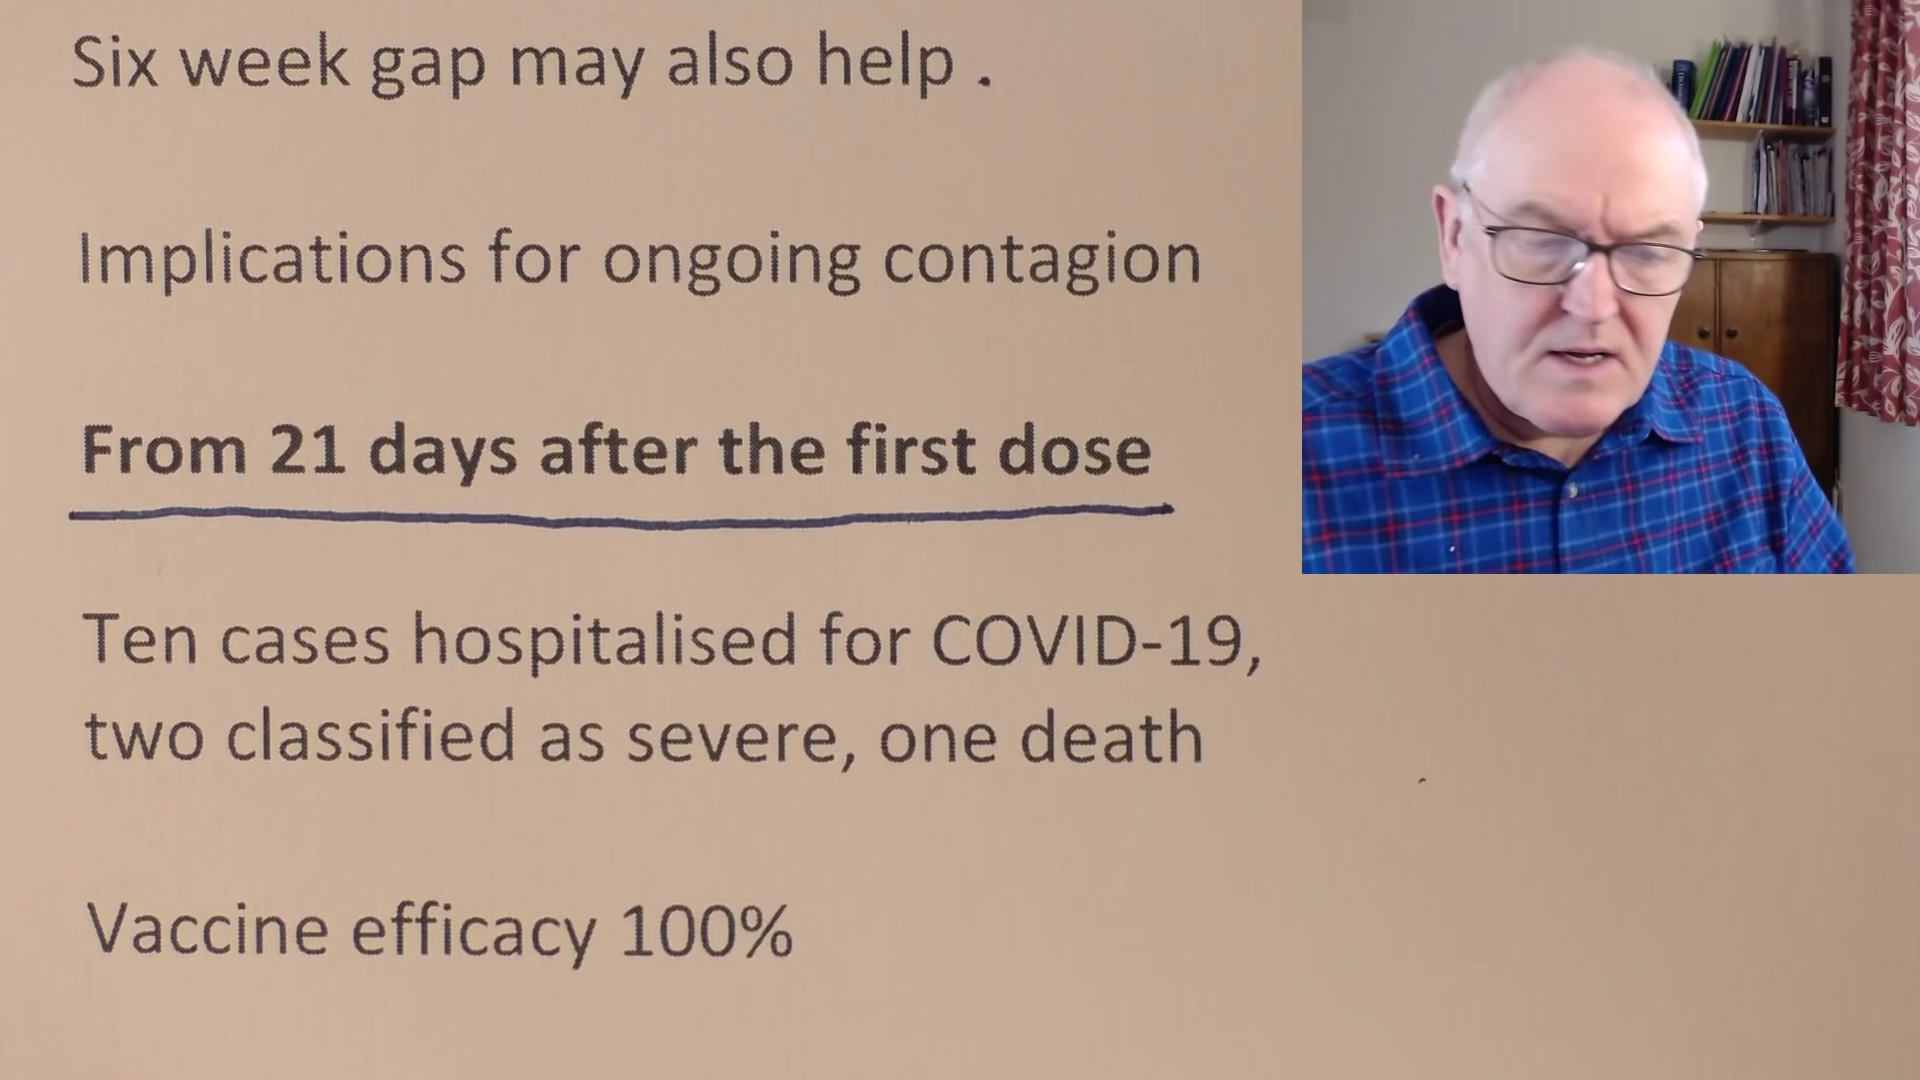 Six week gap may also help .
Implications for ongoing contagion
From 21 days after the first dose
Ten cases hospitalised for COVID-19,
two classified as severe, one death
Vaccine efficacy 100%